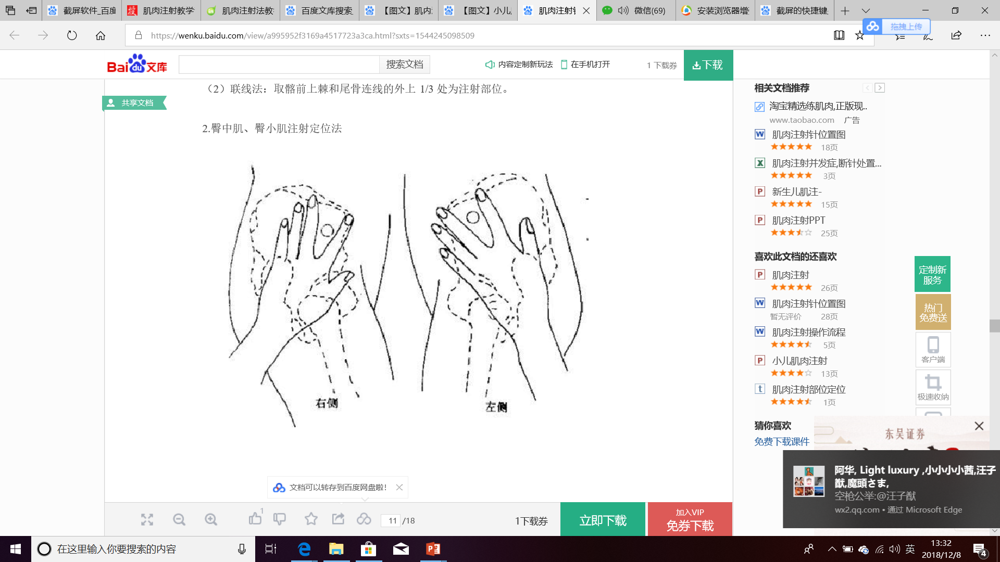 截屏软件_百度
肌肉注射教学
肌肉注射法教
百度文库搜索
【图文】肌内
【图文】小儿
肌肉注射针
微信(69)
安装浏览器增
截屏的快捷键
https://wenku.baidu.com/view/a995952f3169a4517723a3ca.html?sxts=1544245098509
拖拽上传
Bai du 文库
搜索文档
内容定制新玩法
在手机打开
1 下载券
下载
共享文档
（2）联线法：取髂前上棘和尾骨连线的外上 1/3 处为注射部位。
2.臀中肌、臀小肌注射定位法
右侧
左侧
相关文档推荐
淘宝精选练肌肉,正版现..
www.taobao.com 广告
肌肉注射针位置图
18页
肌肉注射并发症,断针处置...
3页
新生儿肌注-
15页
肌肉注射PPT
25页
喜欢此文档的还喜欢
肌肉注射
26页
肌肉注射针位置图
暂无评价 28页
肌肉注射操作流程
5页
小儿肌肉注射
13页
肌肉注射部位定位
1页
猜你喜欢
免费下载课件
定制新
服务
热门
免费送
客户端
极速收纳
东吴证券
阿华, Light luxury ,小小小小茜,汪子
猷,魔頭さま,
空枪公举:@汪子猷
wx2.qq.com • 通过 Microsoft Edge
文档可以转存到百度网盘啦！
1
11 /18
1下载券
立即下载
加入VIP
免券下载
在这里输入你要搜索的内容
英
13:32
2018/12/8
4